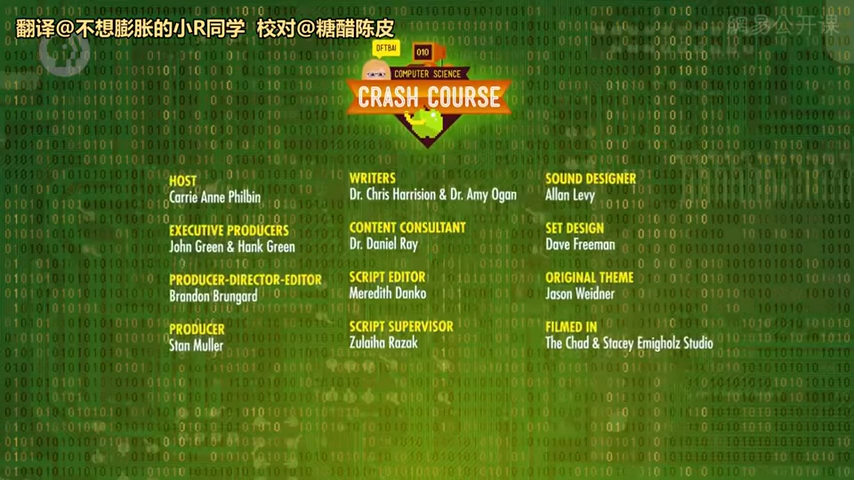 翻译@不想膨胀的小R同学 校对@糖醋陈皮
網易公开课
DFTBA!
010
COMPUTER SCIENCE
CRASH COURSE
HOST
Carrie Anne Philbin
EXECUTIVE PRODUCERS
John Green & Hank Green
PRODUCER-DIRECTOR-EDITOR
Brandon Brungard
PRODUCER
Stan Muller
WRITERS
Dr. Chris Harrision & Dr. Amy Ogan
CONTENT CONSULTANT
Dr. Daniel Ray
SCRIPT EDITOR
Meredith Danko
SCRIPT SUPERVISOR
Zulaiha Razak
SOUND DESIGNER
Allan Levy
SET DESIGN
Dave Freeman
ORIGINAL THEME
Jason Weidner
FILMED IN
The Chad & Stacey Emigholz Studio